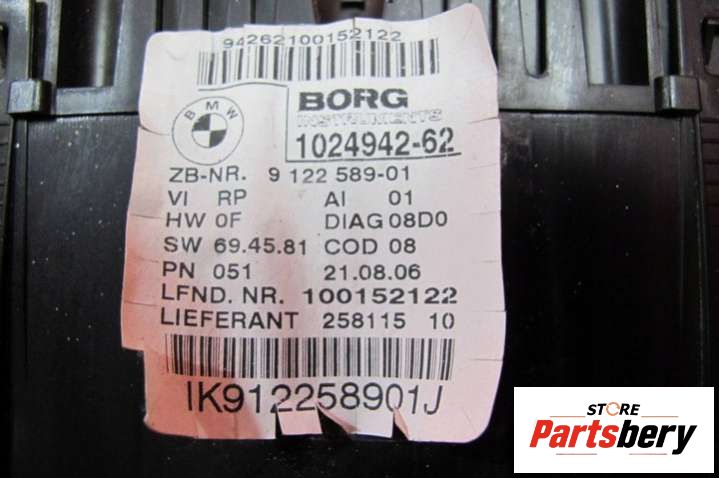 94262100152122
BMW
BORG
INSTRUMENTS
1024942-62
ZB-NR. 9 122 589-01
VI RP AI 01
HW 0F DIAG 08D0
SW 69.45.81 COD 08
PN 051 21.08.06
LFND. NR. 100152122
LIEFERANT 258115 10
IK912258901J
STORE
Partsbery